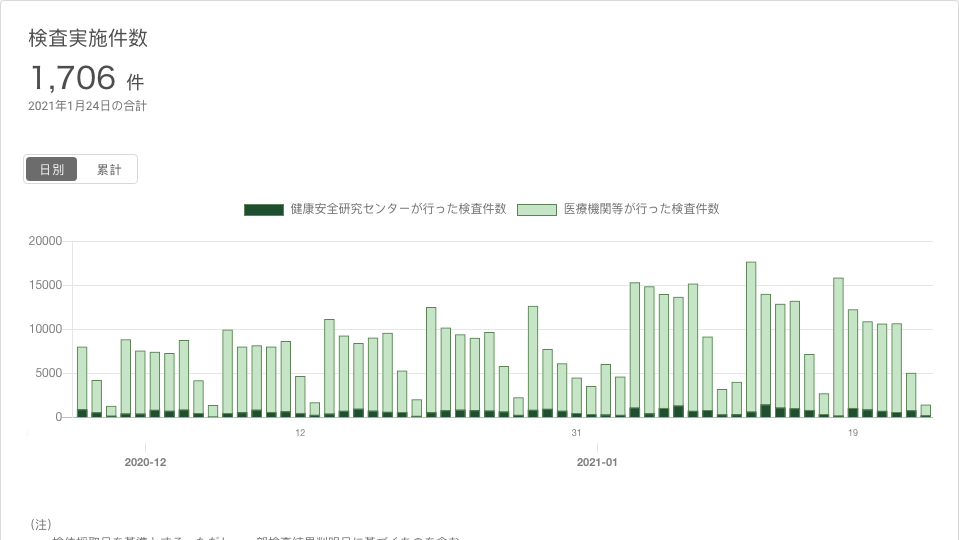 検査実施件数
1,706 件
2021年1月24日の合計
日別 累計
健康安全研究センターが行った検査件数 医療機関等が行った検査件数
20000
15000
10000
5000
0
12 31 19
2020-12 2021-01
（注）